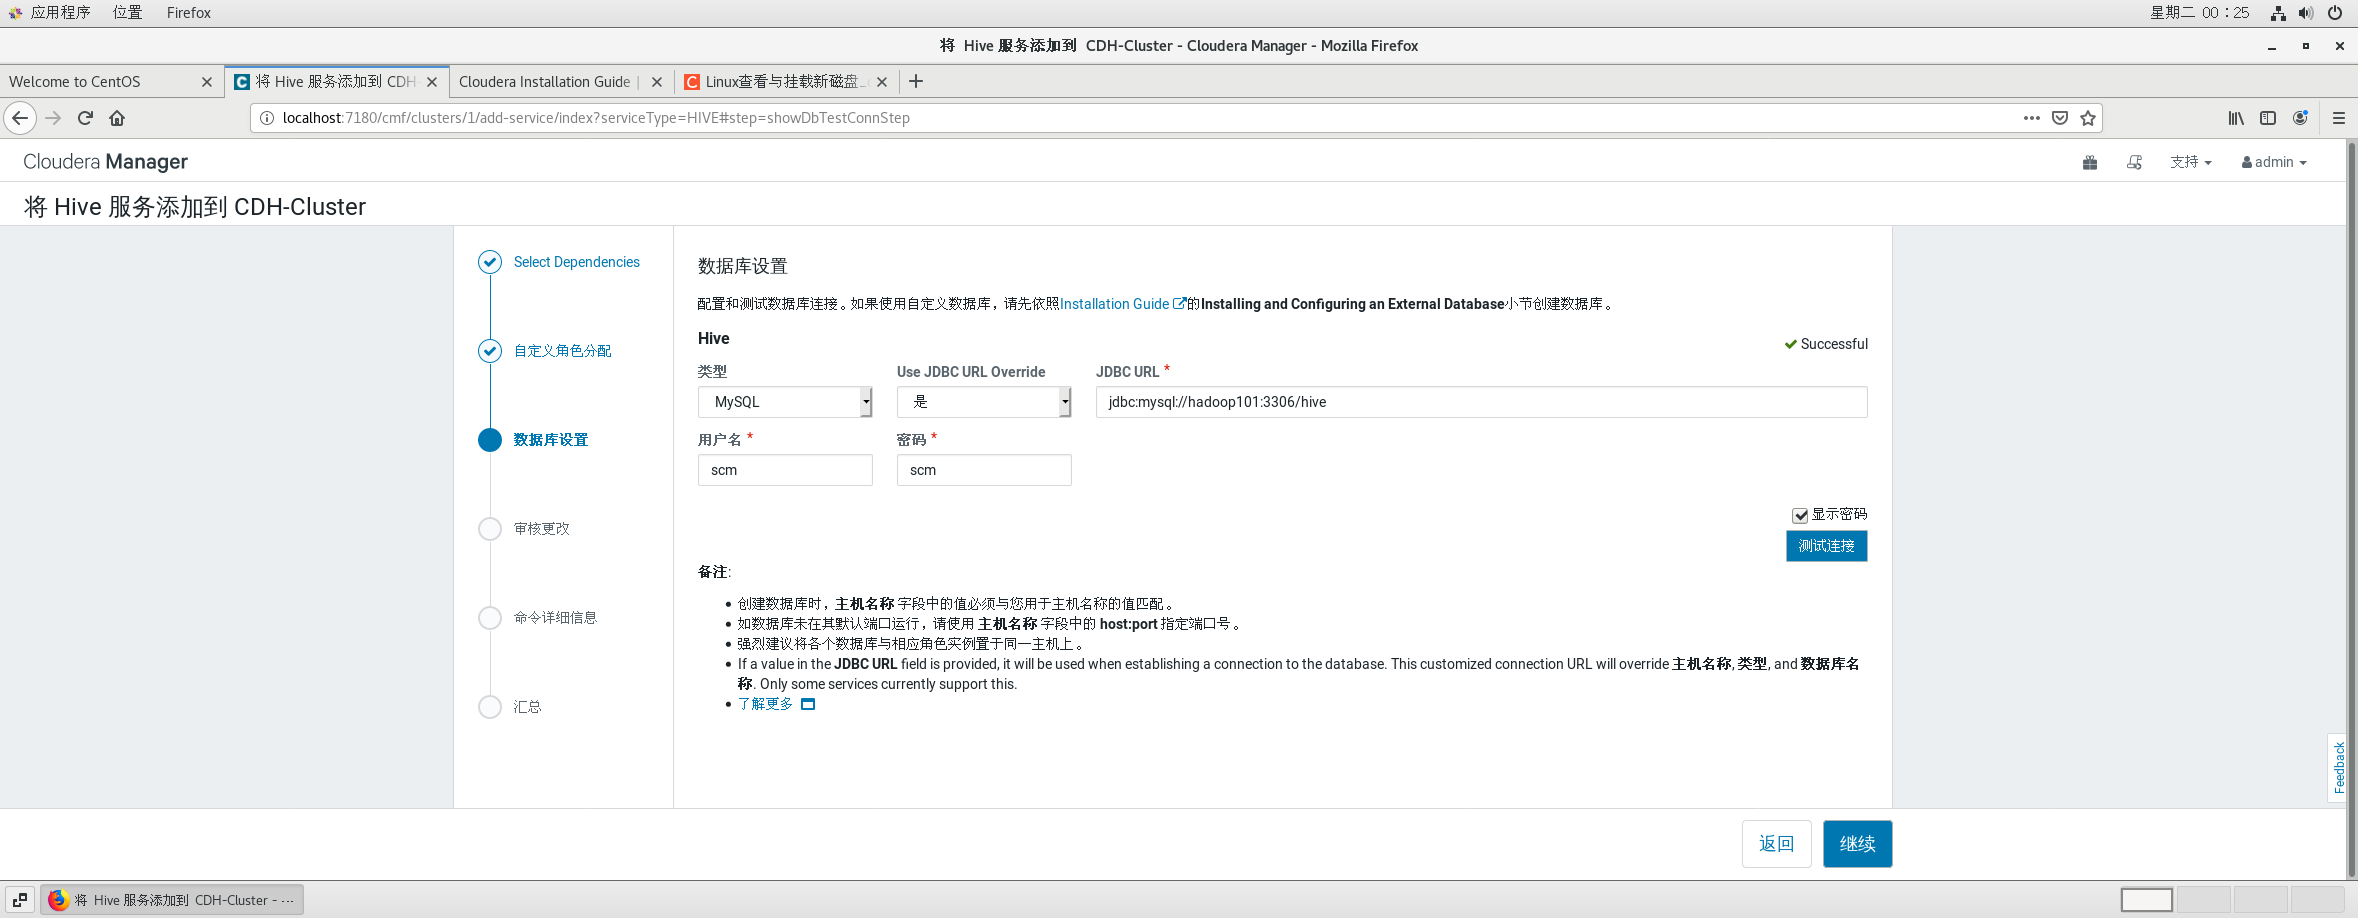 应用程序 位置 Firefox 星期二 00：25
将 Hive 服务添加到 CDH-Cluster - Cloudera Manager - Mozilla Firefox
Welcome to CentOS 将 Hive 服务添加到 CDH Cloudera Installation Guide | Linux查看与挂载新磁盘_
localhost:7180/cmf/clusters/1/add-service/index?serviceType=HIVE#step=showDbTestConnStep
Cloudera Manager 支持 admin
将 Hive 服务添加到 CDH-Cluster
Select Dependencies
自定义角色分配
数据库设置
审核更改
命令详细信息
汇总
数据库设置
配置和测试数据库连接。如果使用自定义数据库，请先依照Installation Guide的Installing and Configuring an External Database小节创建数据库。
Hive
Successful
类型 Use JDBC URL Override JDBC URL *
MySQL 是 jdbc:mysql://hadoop101:3306/hive
用户名 * 密码 *
scm scm
显示密码
测试连接
备注:
• 创建数据库时，主机名称 字段中的值必须与您用于主机名称的值匹配。
• 如数据库未在其默认端口运行，请使用 主机名称 字段中的 host:port 指定端口号。
• 强烈建议将各个数据库与相应角色实例置于同一主机上。
• If a value in the JDBC URL field is provided, it will be used when establishing a connection to the database. This customized connection URL will override 主机名称, 类型, and 数据库名
称. Only some services currently support this.
• 了解更多
Feedback
返回 继续
将 Hive 服务添加到 CDH-Cluster - ···